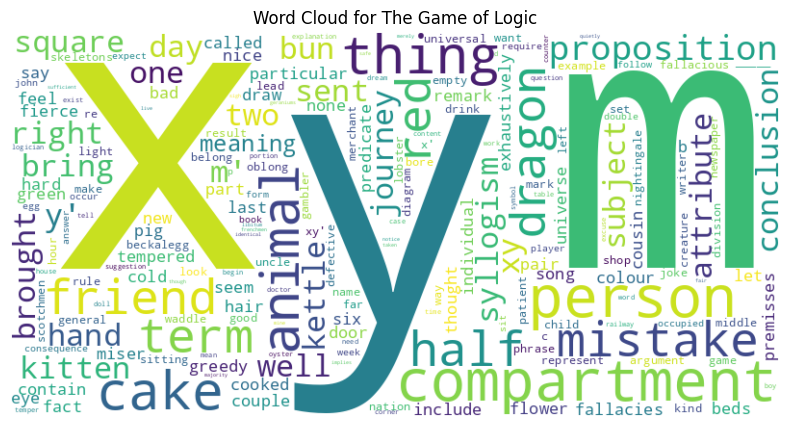 Word Cloud for The Game of Logic
square
day
called
bun
thing
universal
want
require
counter
proposition
skeletons
expect
nice
explanation
empty
example
follow
fallacious
say
one
particular
sent
red
remark
john
bad
lead
draw
none
journey
predicate
drink
exhaustively
dragon
set
double
feel
fierce
re
two
result
meaning
merchant
lobster
bore
universe
left
subject
nightingale
writer
newspaper
attribute
conclusion
right
light
belong
oblong
diagram
mark
cousin
creature
division
bring
m'
part
form
x
y
m
hard
make
green
occur
egg
y'
new
last
book
gambler
xy'
animal
syllogism
individual
xy
pair
player
song
shop
colour
joke
let
premisses
brought
answer
tell
hour
pig
beckalegg
tempered
cold
uncle
seem
look
begin
suggestion
rule
house
doll
kettle
defective
name
far
six
door
week
thought
way
patient
word
person
friend
scotchmen
general
waddle
good
hair
doctor
child
railway
occupied
middle
hand
term
well
half
phrase
c
represent
argument
game
mistake
consequence
miser
sitting
mean
greedy
oyster
kitten
contain
eye
fact
temper
cake
cooked
couple
majority
nation
corner
include
compartment
flower
fallacies
kind
beds
boy